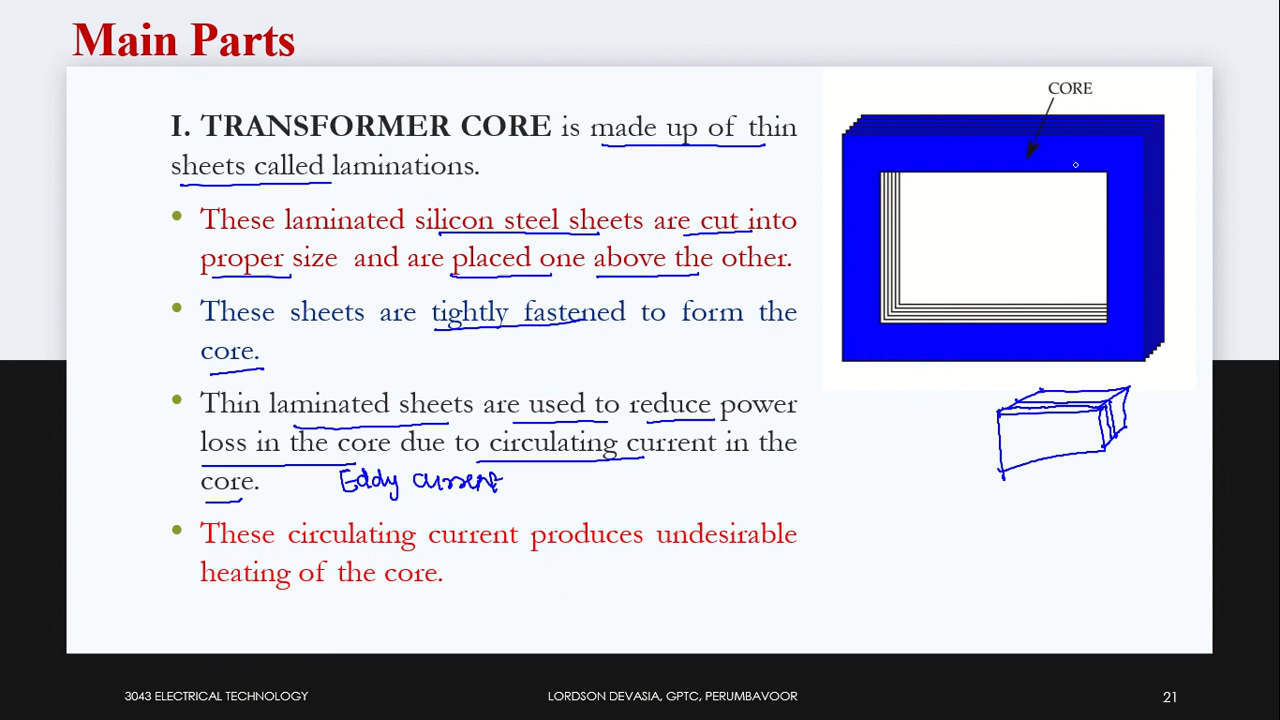 Main Parts
CORE
I. TRANSFORMER CORE is made up of thin
sheets called laminations.
• These laminated silicon steel sheets are cut into
proper size and are placed one above the other.
• These sheets are tightly fastened to form the
core.
• Thin laminated sheets are used to reduce power
loss in the core due to circulating current in the
core.
Eddy current
• These circulating current produces undesirable
heating of the core.
3043 ELECTRICAL TECHNOLOGY
LORDSON DEVASIA, GPTC, PERUMBAVOOR
21